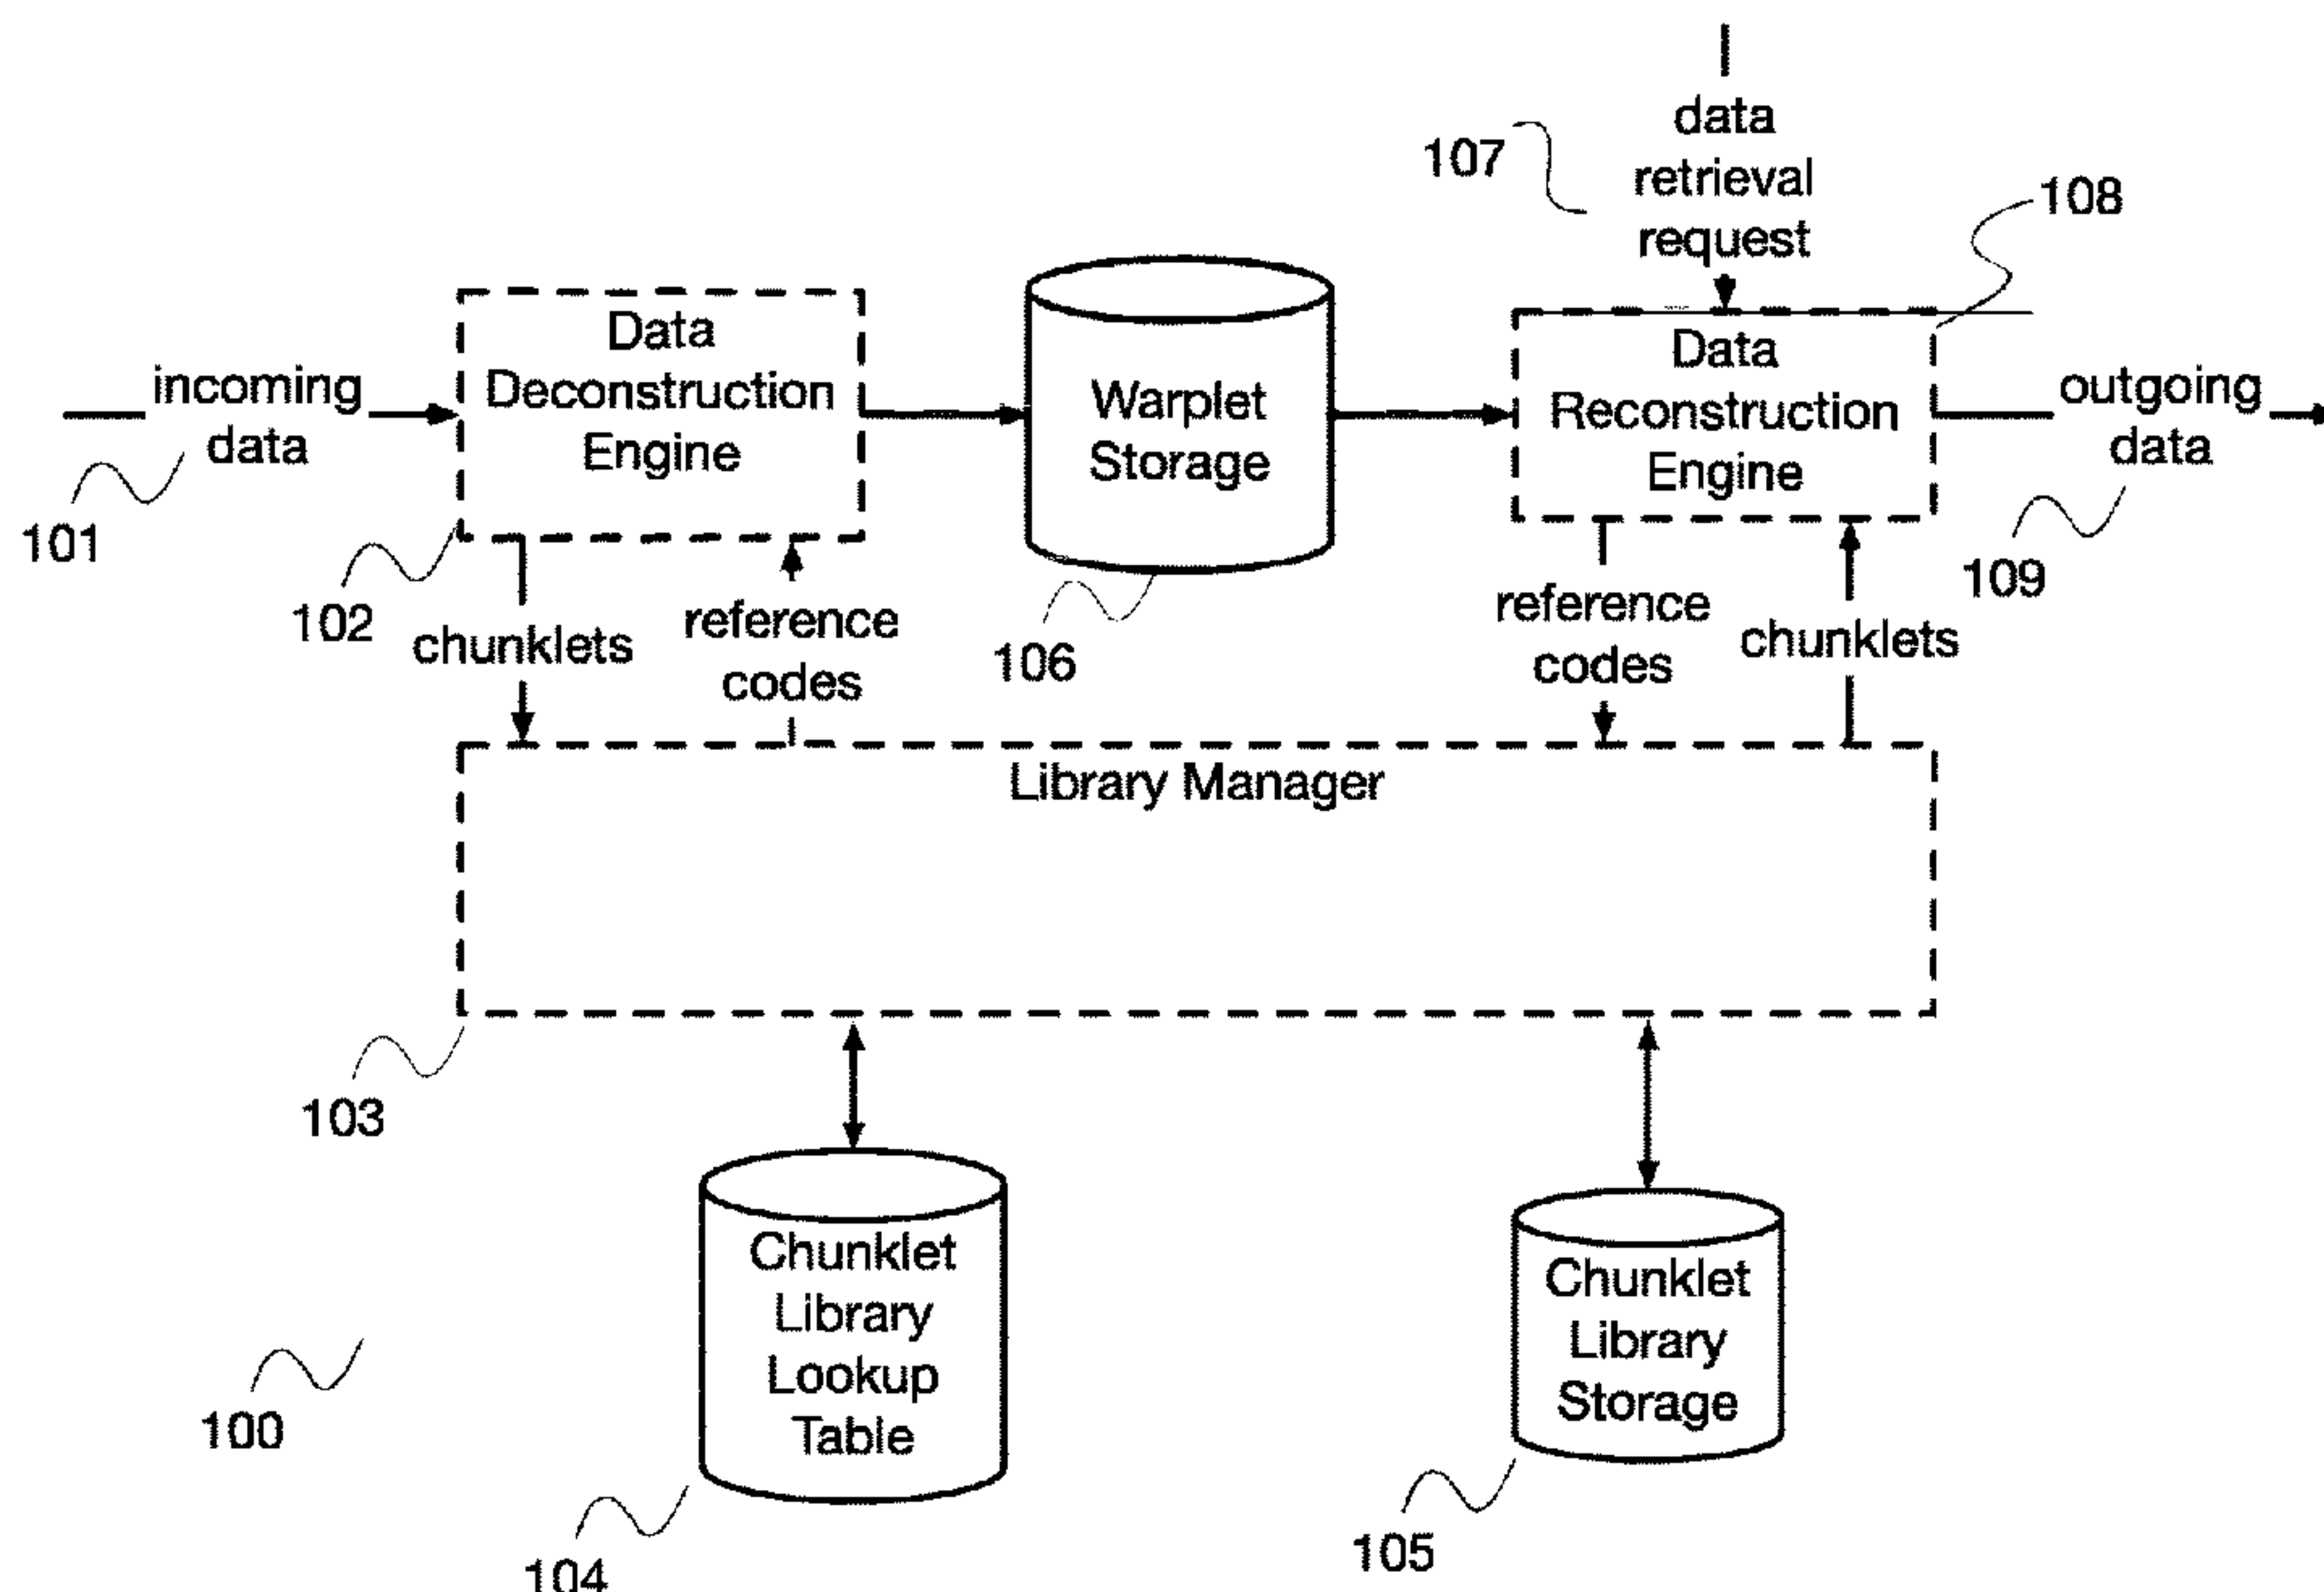 data
retrieval
request
107
108
incoming
data
101
Data
Deconstruction
Engine
102
Warplet
Storage
106
Data
Reconstruction
Engine
outgoing
data
109
chunklets
reference
codes
reference
codes
chunklets
Library Manager
103
Chunklet
Library
Lookup
Table
104
Chunklet
Library
Storage
105
100